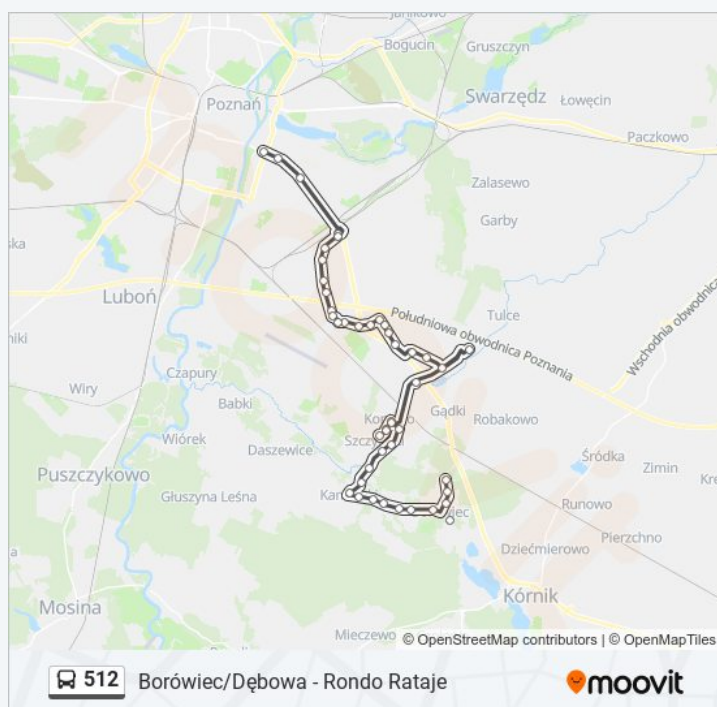 Janikowo
Bogucin
Gruszczyn
Poznań
Swarzędz
Łowęcin
Paczkowo
Zalasewo
Garby
Luboń
Południowa obwodnica Poznania
Tulce
Wschodnia obwodnica
Wiry
Czapury
Babki
Gądki
Robakowo
Wiórek
Daszewice
Puszczykowo
Głuszyna Leśna
Śródka
Zimin
Runowo
Pierzchno
Dziećmierowo
Kórnik
Mosina
Mieczewo
© OpenStreetMap contributors | © OpenMapTiles
512 Borówiec/Dębowa - Rondo Rataje
moovit